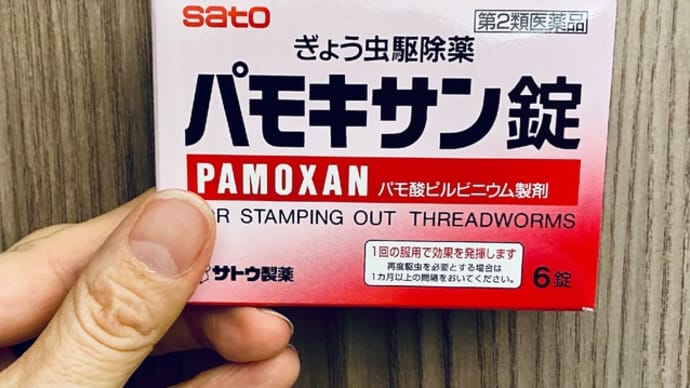 sato
第2類医薬品
ぎょう虫駆除薬
パモキサン錠
PAMOXAN パモ酸ピルビニウム製剤
R STAMPING OUT THREADWORMS
1回の服用で効果を発揮します
再度駆虫を必要とする場合は
1ヵ月以上の間隔をおいてください。
サトウ製薬
6錠